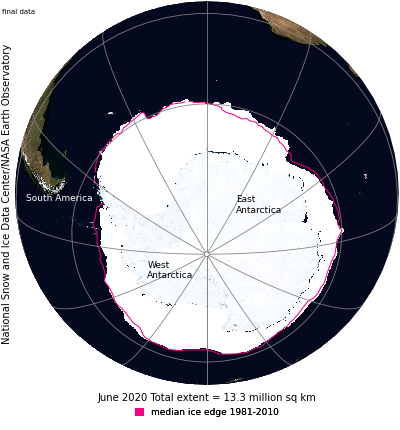 final data
National Snow and Ice Data Center/NASA Earth Observatory
South America
East
Antarctica
West
Antarctica
June 2020 Total extent = 13.3 million sq km
median ice edge 1981-2010